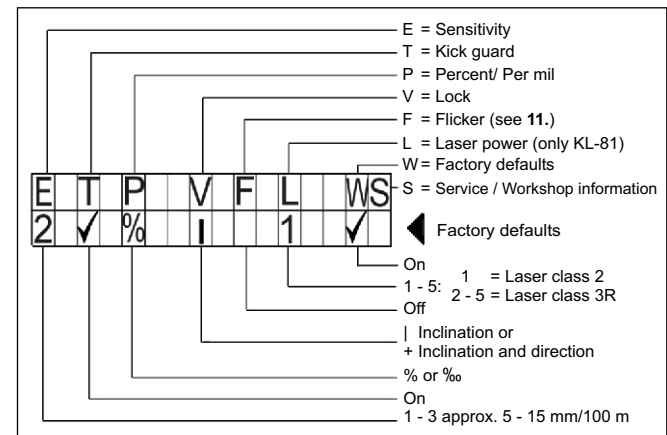 E = Sensitivity
T = Kick guard
P = Percent/ Per mil
V = Lock
F = Flicker (see 11.)
L = Laser power (only KL-81)
W = Factory defaults
S = Service / Workshop information
E T P V F L WS
2 ✓ % I 1 ✓
Factory defaults
On
1 - 5: 1 = Laser class 2
2 - 5 = Laser class 3R
Off
| Inclination or
+ Inclination and direction
% or ‰
On
1 - 3 approx. 5 - 15 mm/100 m